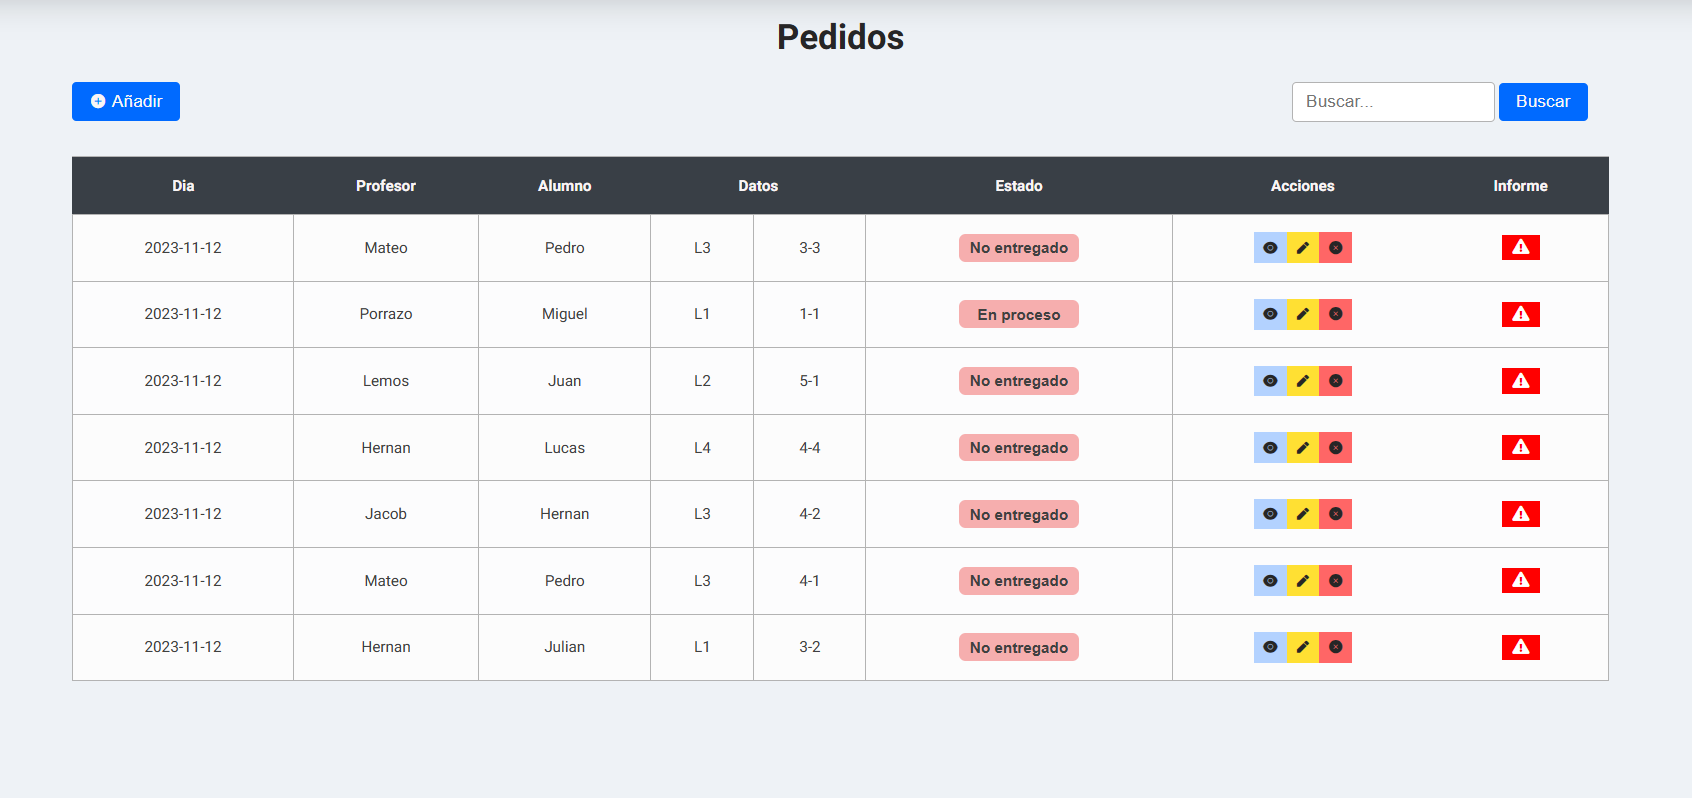 Pedidos
Añadir
Buscar... Buscar
Dia Profesor Alumno Datos Estado Acciones Informe
2023-11-12 Mateo Pedro L3 3-3 No entregado
2023-11-12 Porrazo Miguel L1 1-1 En proceso
2023-11-12 Lemos Juan L2 5-1 No entregado
2023-11-12 Hernan Lucas L4 4-4 No entregado
2023-11-12 Jacob Hernan L3 4-2 No entregado
2023-11-12 Mateo Pedro L3 4-1 No entregado
2023-11-12 Hernan Julian L1 3-2 No entregado